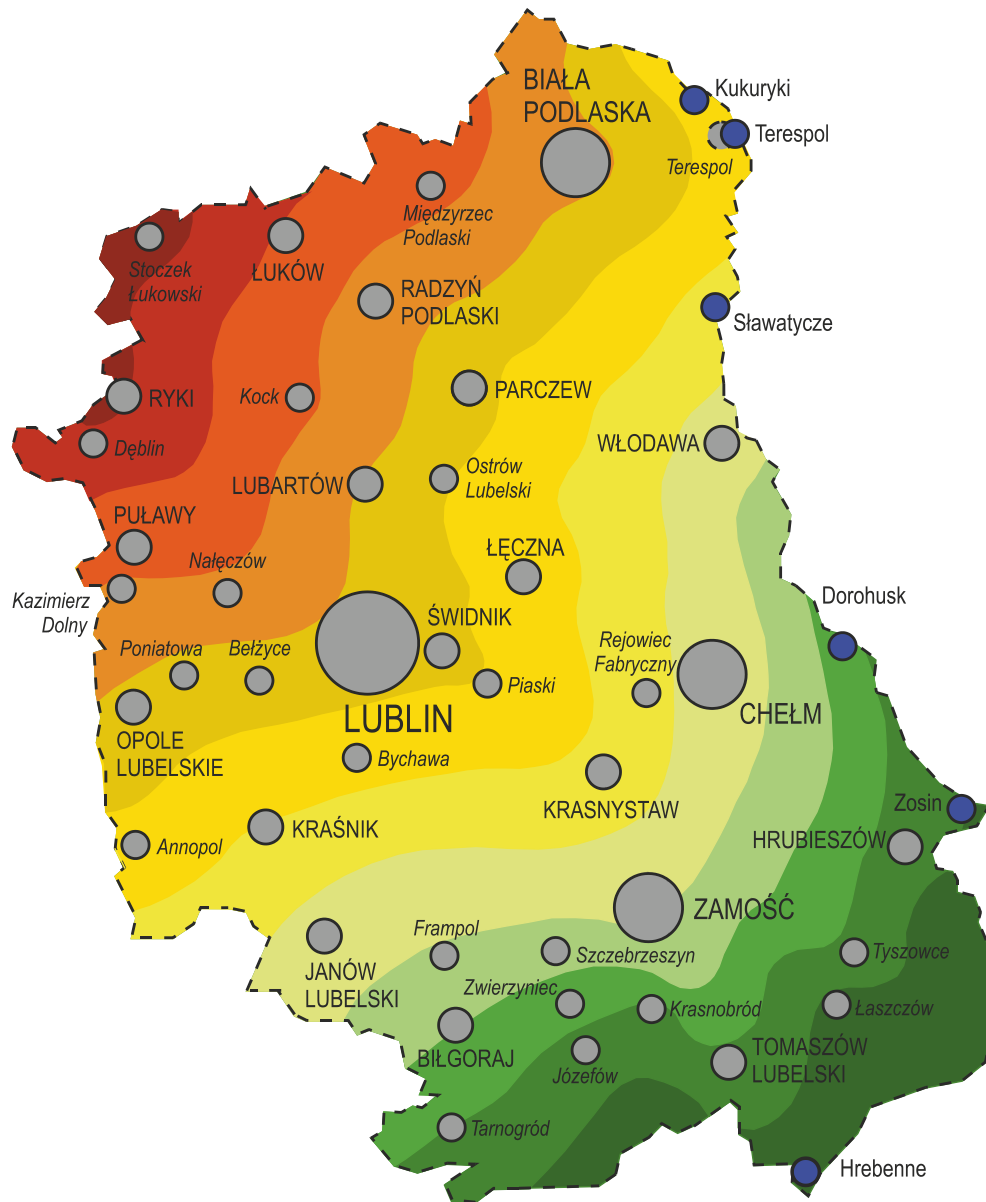 BIAŁA
PODLASKA
Kukuryki
Terespol
Terespol
Międzyrzec
Podlaski
Stoczek
Łukowski
ŁUKÓW
RADZYŃ
PODLASKI
Sławatycze
RYKI
Kock
PARCZEW
Dęblin
WŁODAWA
LUBARTÓW
Ostrów
Lubelski
PUŁAWY
Nałęczów
ŁĘCZNA
Kazimierz
Dolny
Dorohusk
Poniatowa
Bełżyce
ŚWIDNIK
Rejowiec
Fabryczny
Piaski
LUBLIN
CHEŁM
OPOLE
LUBELSKIE
Bychawa
KRASNYSTAW
Zosin
KRAŚNIK
HRUBIESZÓW
Annopol
ZAMOŚĆ
Frampol
JANÓW
LUBELSKI
Szczebrzeszyn
Tyszowce
Zwierzyniec
Krasnobród
Łaszczów
BIŁGORAJ
TOMASZÓW
LUBELSKI
Józefów
Tarnogród
Hrebenne